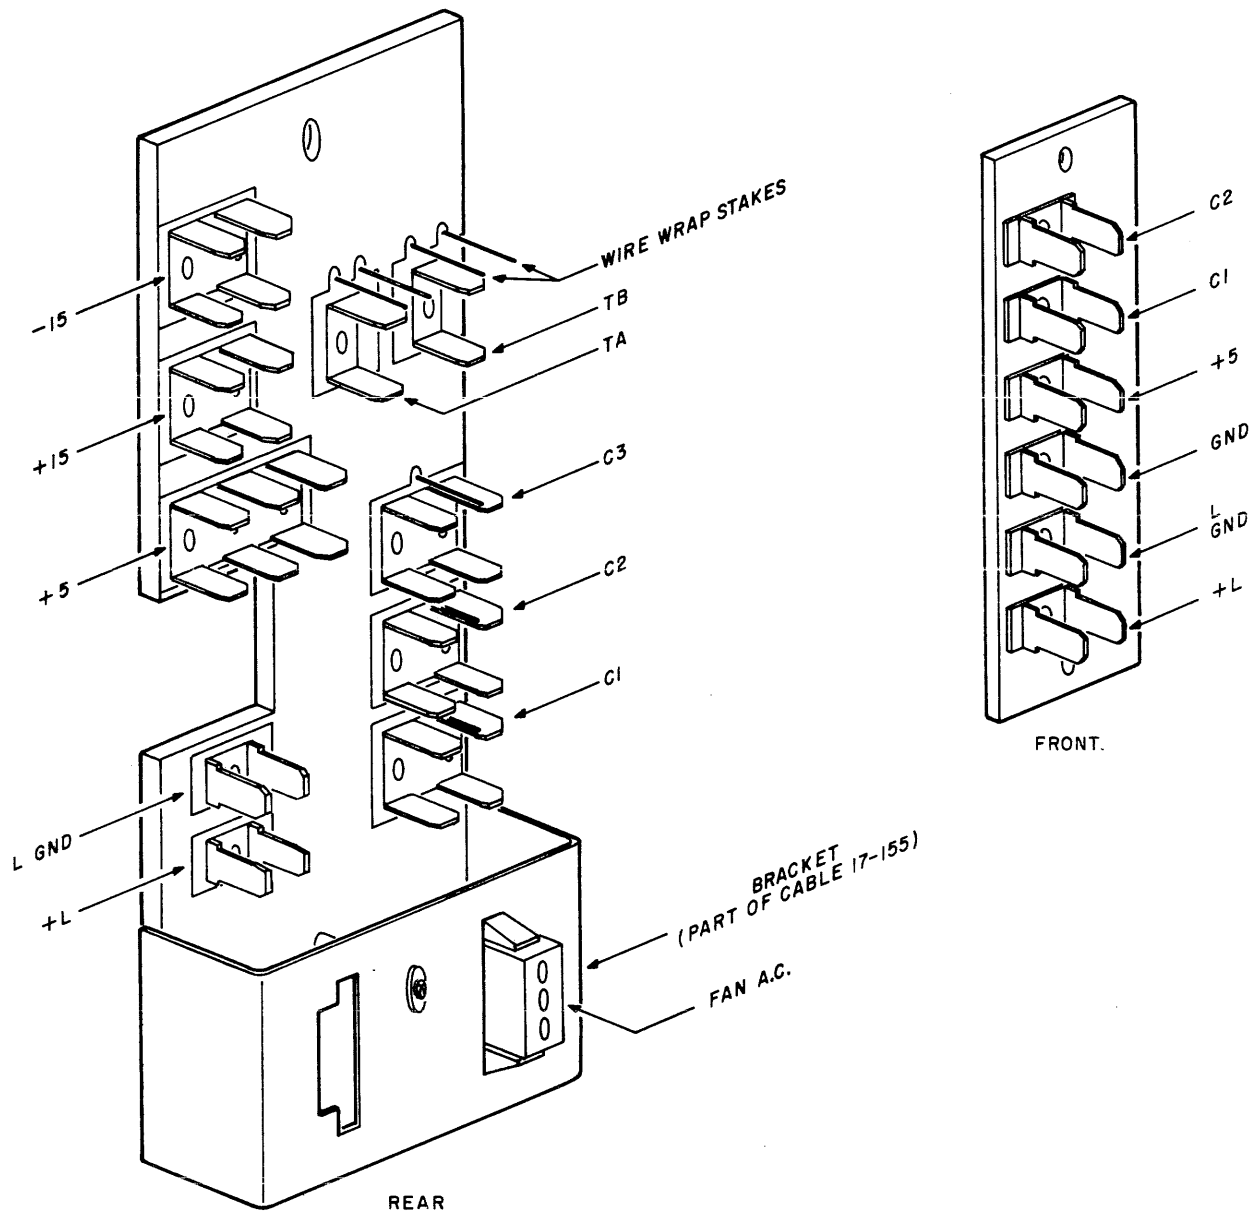 WIRE WRAP STAKES
TB
TA
-15
+15
+5
C3
C2
C1
L GND
+L
BRACKET
(PART OF CABLE 17-155)
FAN A.C.
REAR
C2
C1
+5
GND
L
GND
+L
FRONT.